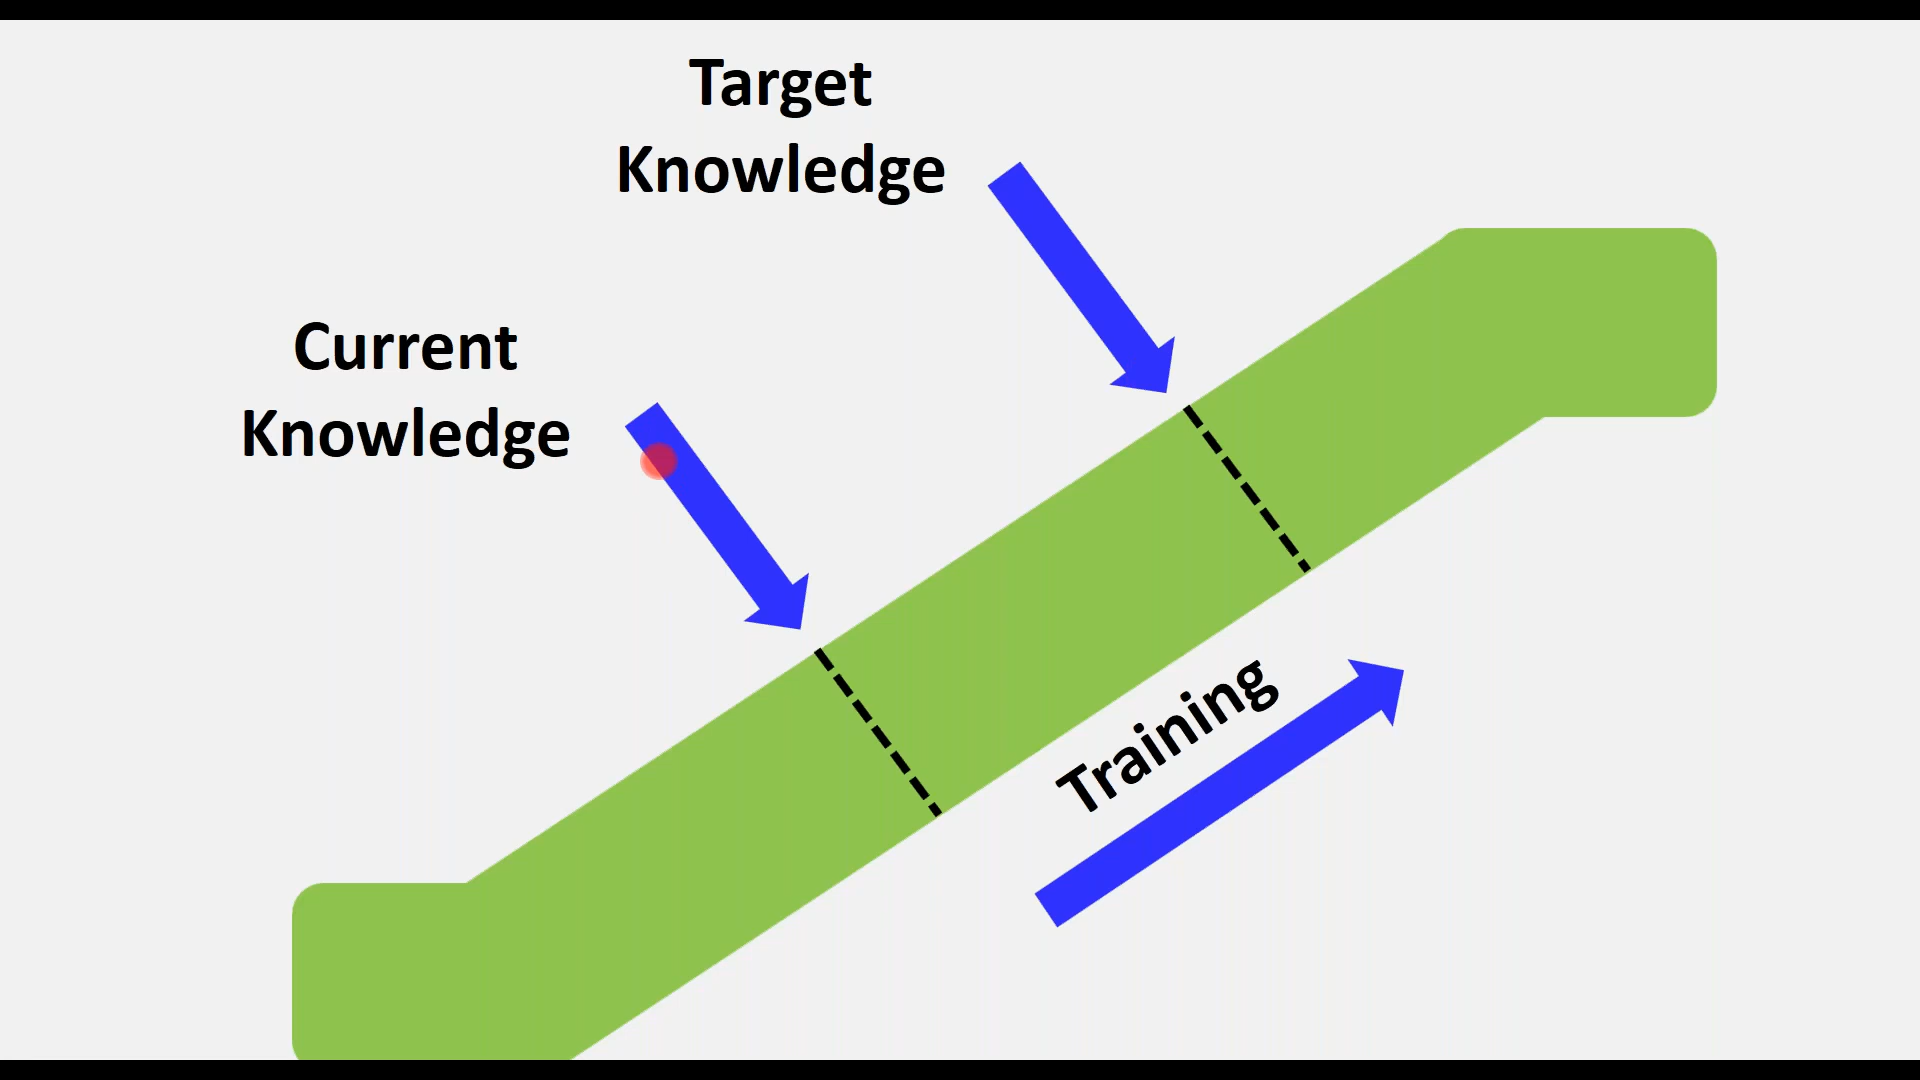 Target
Knowledge
Current
Knowledge
Training